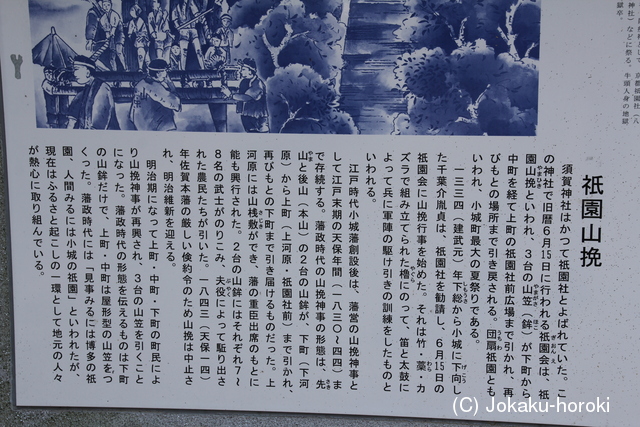 祇園山挽
須賀神社はかつて祇園社とよばれていた。こ
の神社で旧暦6月15日に行われる祇園会は、祇
園山挽といわれ、3台の山笠(鉾)が下町から
中町を経て上町の祇園社前広場まで引かれ、再
びもとの場所まで引き戻される。団扇祇園とも
いわれ、小城町最大の夏祭りである。
一三一四(建武元)年下総から小城に下向し
た千葉介胤貞は、祇園社を勧請し、6月15日の
祇園会に山挽行事を始めた。それは竹・藁・カ
ズラで組み立てられた櫓にのって、笛と太鼓に
よって兵に軍陣の駆け引きの訓練をしたものと
いわれる。
江戸時代小城藩創設後は、藩営の山挽神事と
して江戸末期の天保年間(一八三〇~四四)ま
で存続する。藩政時代の山挽神事の形態は、先
山と後山(本山)の2台の山鉾が、下町(下河
原)から上町(上河原・祇園社前)まで引かれ、
再びもとの下町まで引き届けるものだった。上
河原には山桟敷ができ、藩の重臣出席のもとに
能も興行された。2台の山鉾にはそれぞれ7~
8名の武士がのりこみ、夫役によって駆り出さ
れた農民たちが引いた。一八四三(天保一四)
年佐賀本藩の厳しい倹約令のため山挽は中止さ
れ、明治維新を迎える。
明治期になって上町・中町・下町の町民によ
り山挽神事が再興され、3台の山笠を引くこと
になった。藩政時代の形態を伝えるものは下町
の山鉾だけで、上町・中町は屋形型の山笠をつ
くった。藩政時代には「見事みるには博多の祇
園、人間みるには小城の祇園」といわれたが、
現在はふるさと起こしの一環として地元の人々
が熱心に取り組んでいる。
(C) Jokaku-horoki